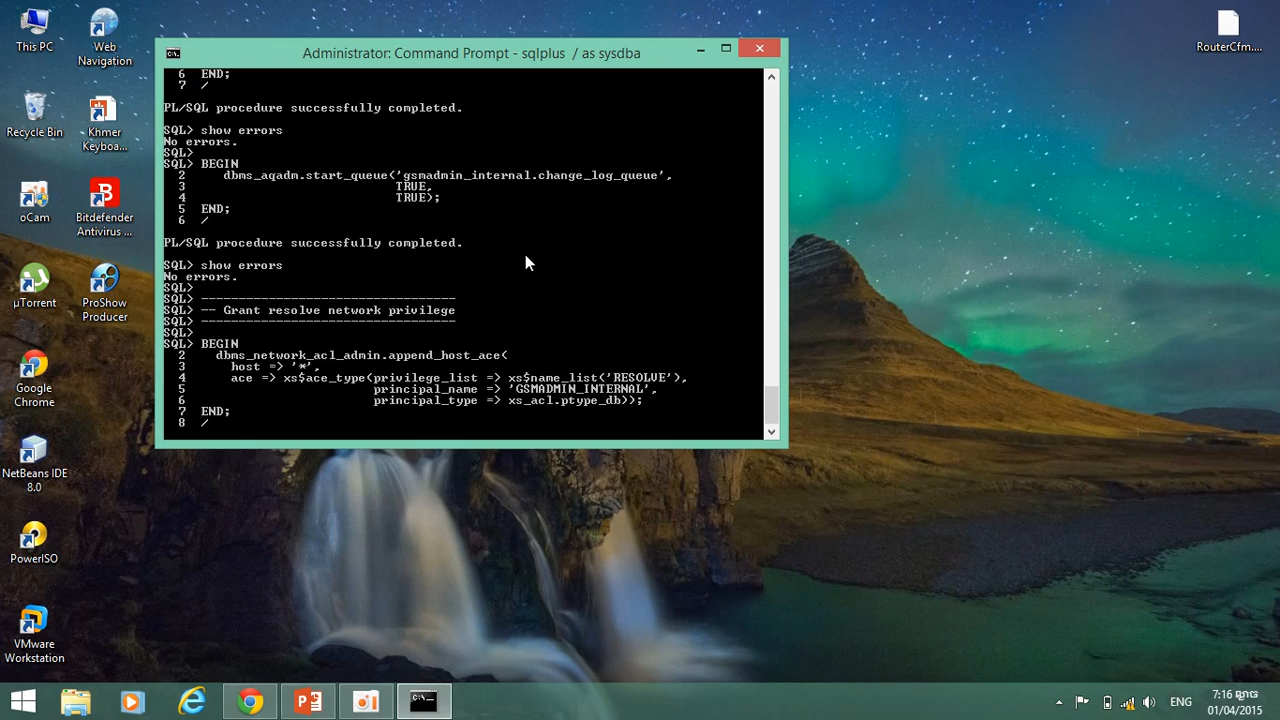 This PC
Web
Navigation
Recycle Bin
Khmer
Keyboa...
oCam
Bitdefender
Antivirus ...
µTorrent
ProShow
Producer
Google
Chrome
NetBeans IDE
8.0
PowerISO
VMware
Workstation
RouterCfm....
Administrator: Command Prompt - sqlplus / as sysdba
6 END;
7 /
PL/SQL procedure successfully completed.
SQL> show errors
No errors.
SQL>
SQL> BEGIN
2 dbms_aqadm.start_queue('gsmadmin_internal.change_log_queue',
3 TRUE,
4 TRUE);
5 END;
6 /
PL/SQL procedure successfully completed.
SQL> show errors
No errors.
SQL>
SQL> ----------------------------------
SQL> -- Grant resolve network privilege
SQL> ----------------------------------
SQL>
SQL> BEGIN
2 dbms_network_acl_admin.append_host_ace(
3 host => '*',
4 ace => xs$ace_type(privilege_list => xs$name_list('RESOLVE'),
5 principal_name => 'GSMADMIN_INTERNAL',
6 principal_type => xs_acl.ptype_db));
7 END;
8 /
ENG
7:16
01/04/2015